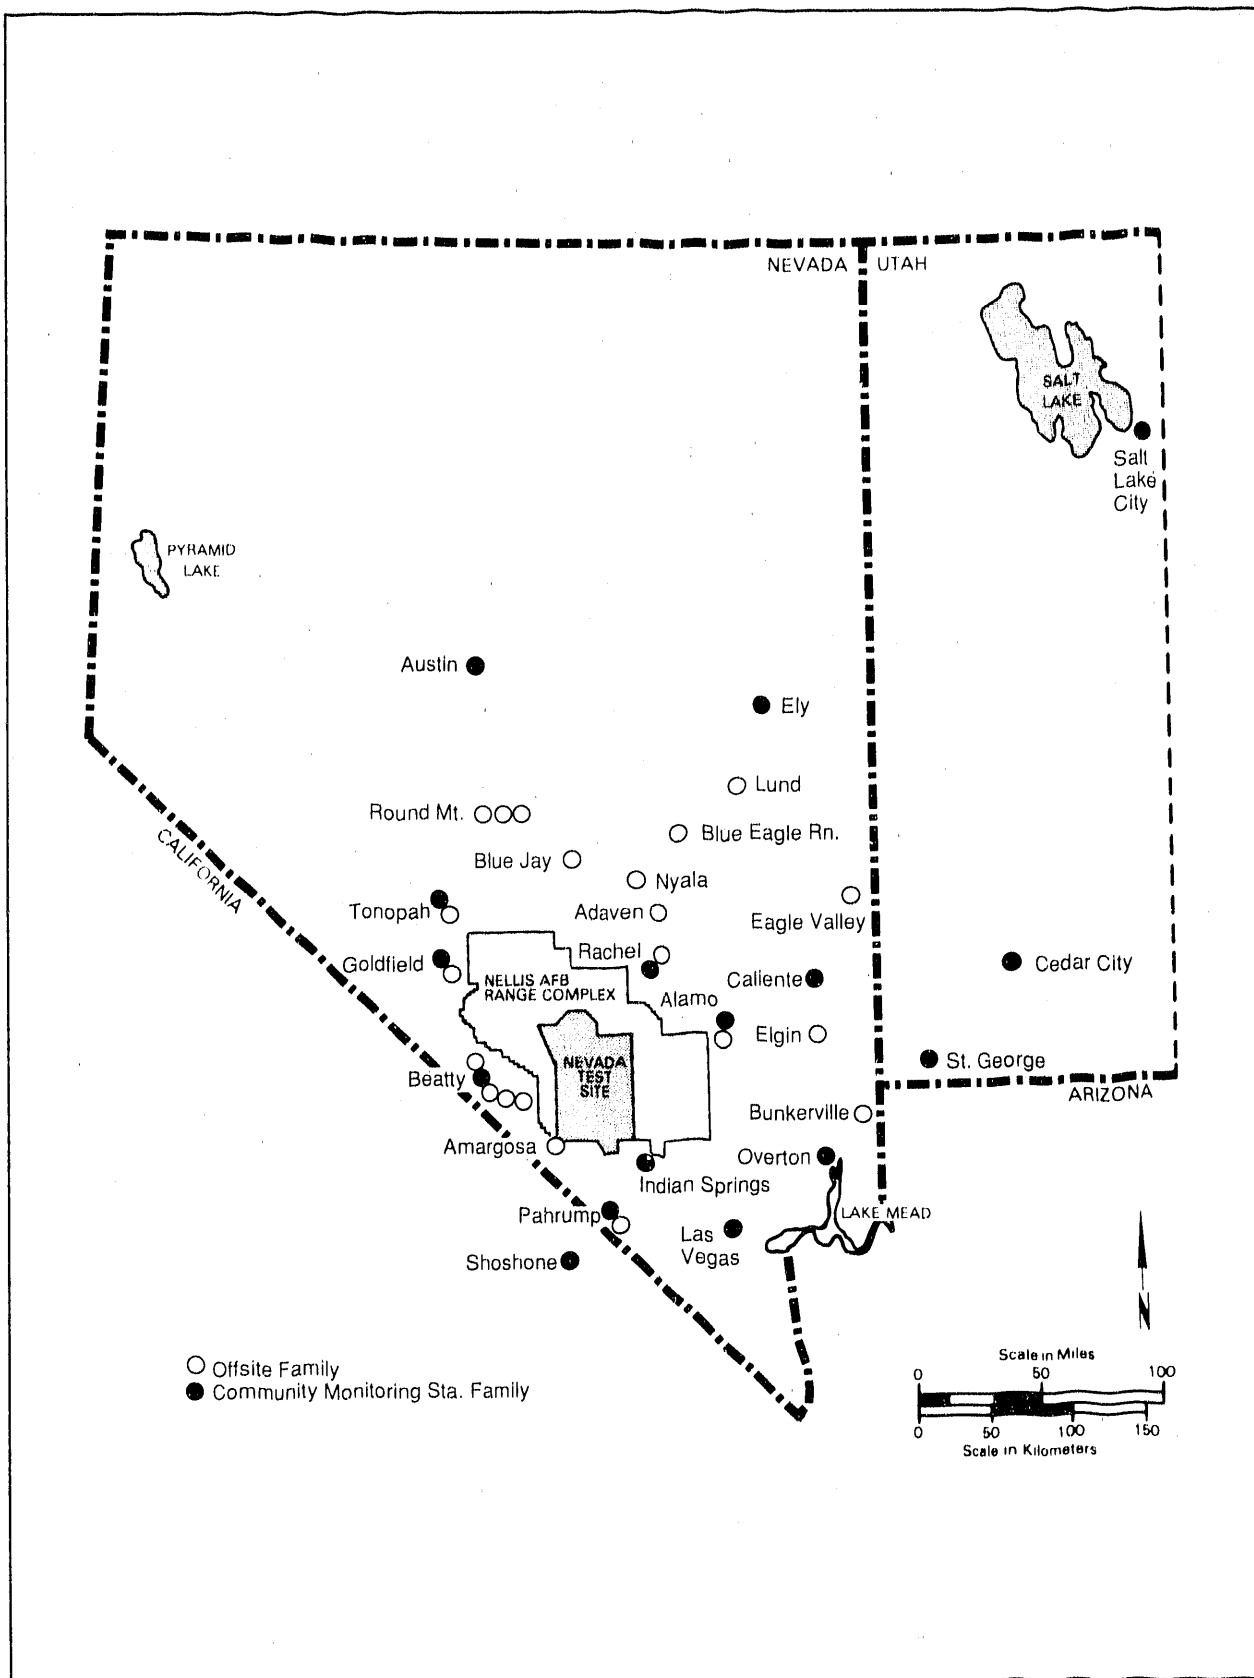 NEVADA
UTAH
SALT
LAKE
Salt
Lake
City
PYRAMID
LAKE
Austin
Ely
Lund
Round Mt.
Blue Eagle Rn.
CALIFORNIA
Blue Jay
Nyala
Tonopah
Adaven
Eagle Valley
Rachel
Goldfield
Cedar City
NELLIS AFB
RANGE COMPLEX
Caliente
Alamo
Elgin
NEVADA
TEST
SITE
St. George
Beatty
ARIZONA
Bunkerville
Amargosa
Overton
Indian Springs
Pahrump
LAKE MEAD
Las
Vegas
Shoshone
N
Offsite Family
Community Monitoring Sta. Family
Scale in Miles
0 50 100
0 50 100 150
Scale in Kilometers